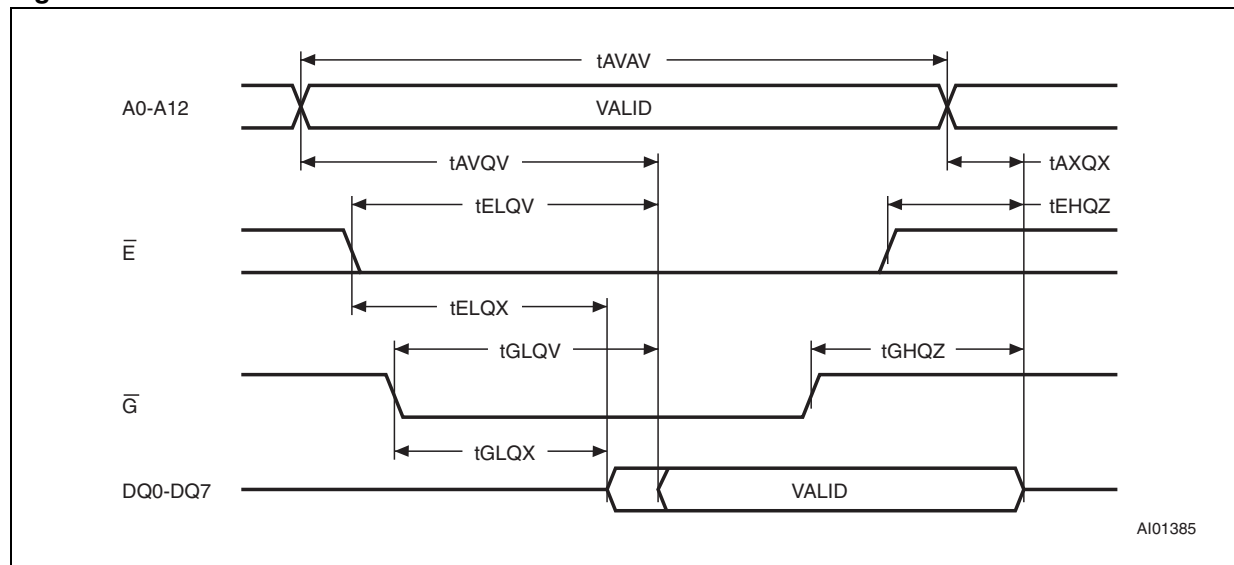 tAVAV
A0-A12 VALID
tAVQV tAXQX
tELQV tEHQZ
E̅
tELQX
tGLQV tGHQZ
G̅
tGLQX
DQ0-DQ7 VALID
AI01385